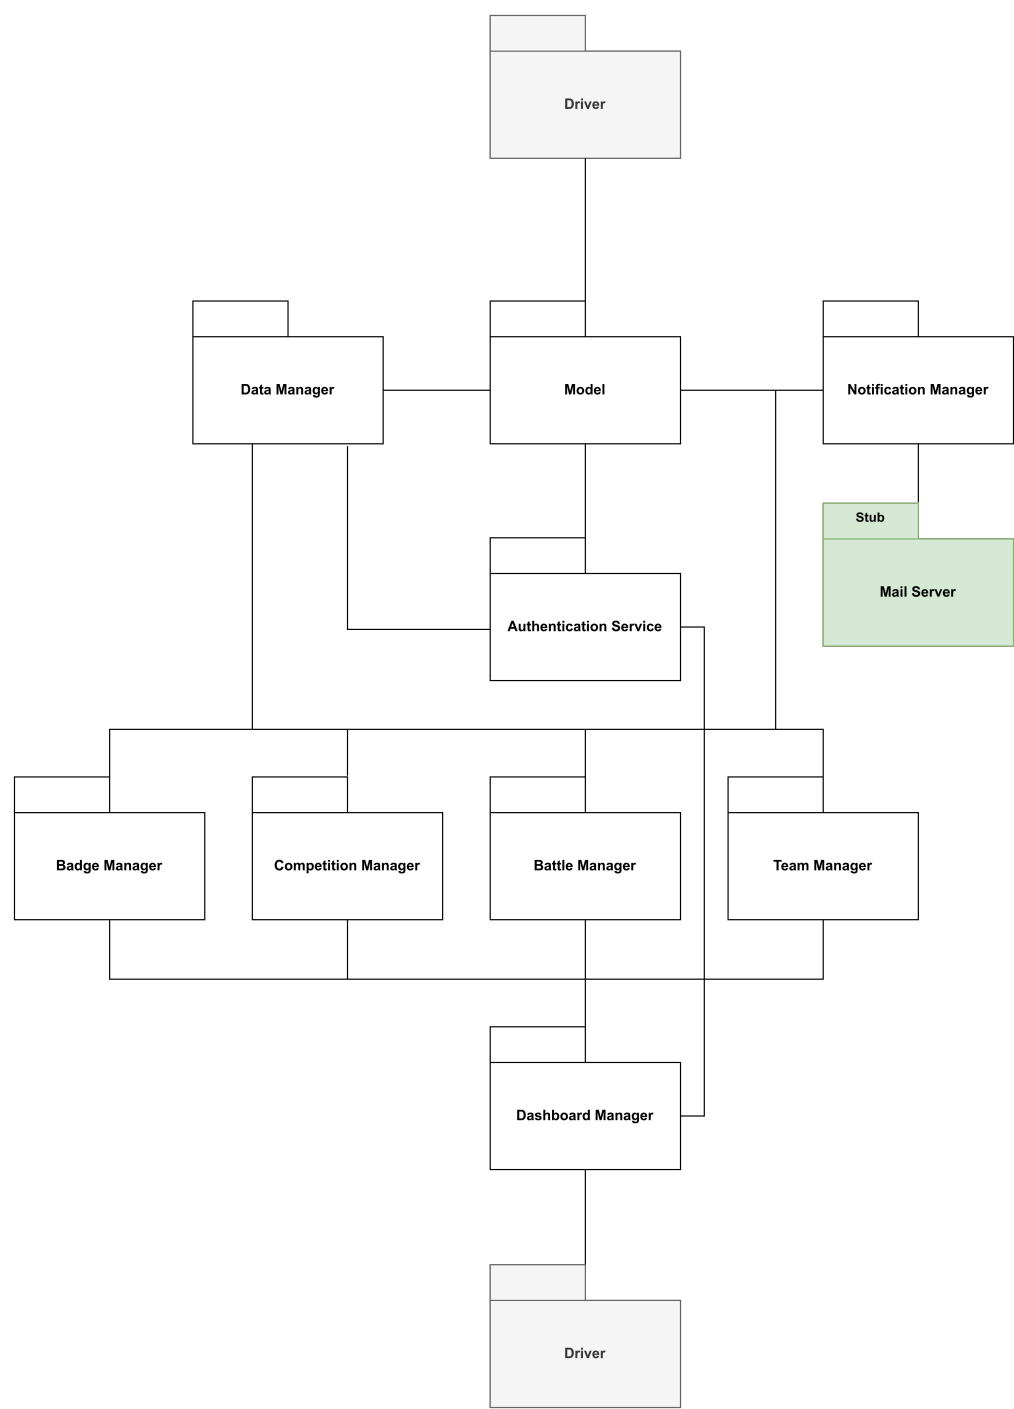 Driver
Data Manager
Model
Notification Manager
Stub
Mail Server
Authentication Service
Badge Manager
Competition Manager
Battle Manager
Team Manager
Dashboard Manager
Driver